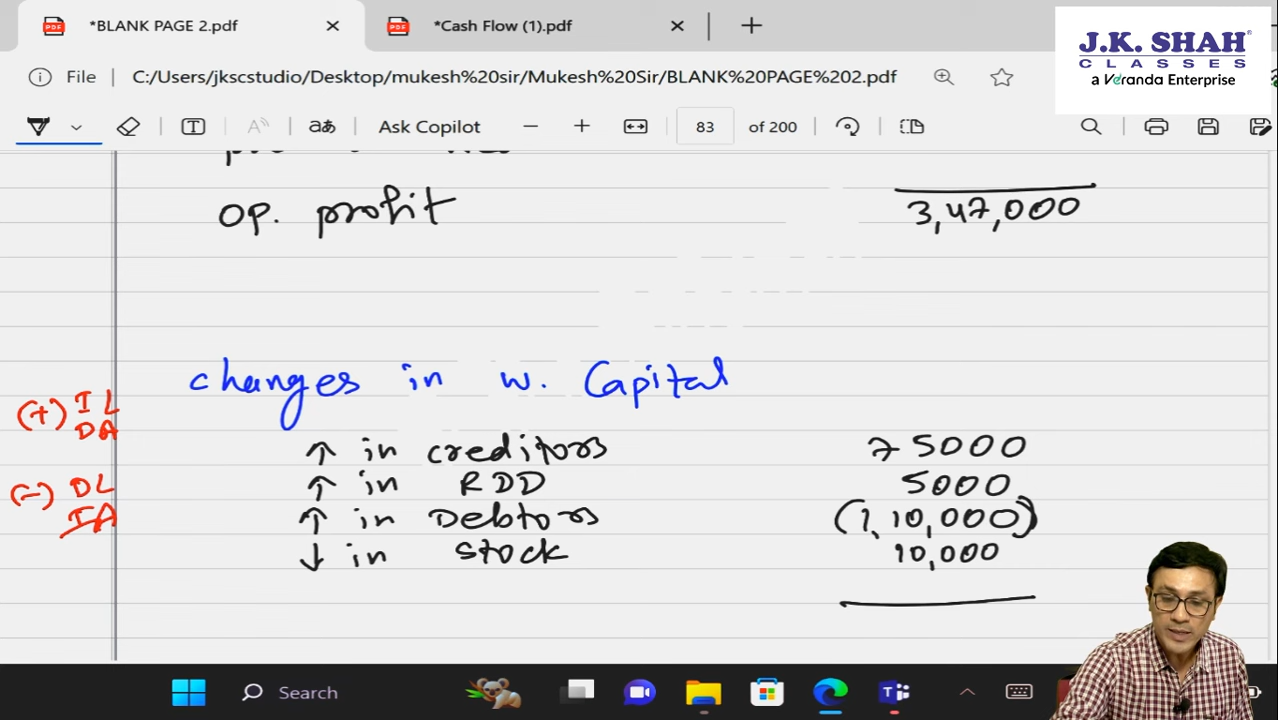 *BLANK PAGE 2.pdf
*Cash Flow (1).pdf
J.K. SHAH®
CLASSES
a Veranda Enterprise
File C:/Users/jkscstudio/Desktop/mukesh%20sir/Mukesh%20Sir/BLANK%20PAGE%202.pdf
Ask Copilot
83 of 200
op. profit 3,47,000
changes in w. Capital
(+) IL
DA
↑ in creditors 75000
(-) DL
↑ in RDD 5000
IA
↑ in Debtors (1,10,000)
↓ in stock 10,000
Search